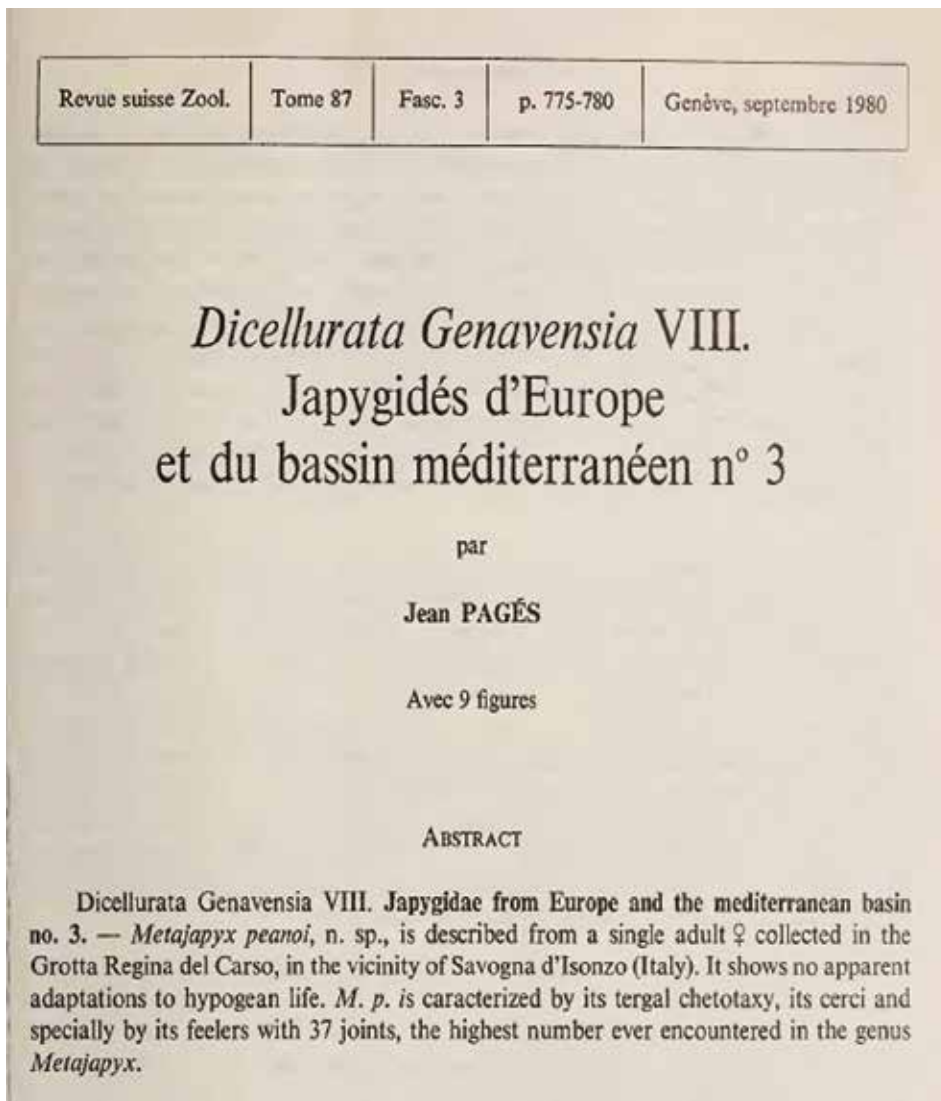 Revue suisse Zool. Tome 87 Fasc. 3 p. 775-780 Genève, septembre 1980
Dicellurata Genavensia VIII.
Japygidés d'Europe
et du bassin méditerranéen nº 3
par
Jean PAGÉS
Avec 9 figures
ABSTRACT
Dicellurata Genavensia VIII. Japygidae from Europe and the mediterranean basin
no. 3. — Metajapyx peanoi, n. sp., is described from a single adult ♀ collected in the
Grotta Regina del Carso, in the vicinity of Savogna d'Isonzo (Italy). It shows no apparent
adaptations to hypogean life. M. p. is caracterized by its tergal chetotaxy, its cerci and
specially by its feelers with 37 joints, the highest number ever encountered in the genus
Metajapyx.